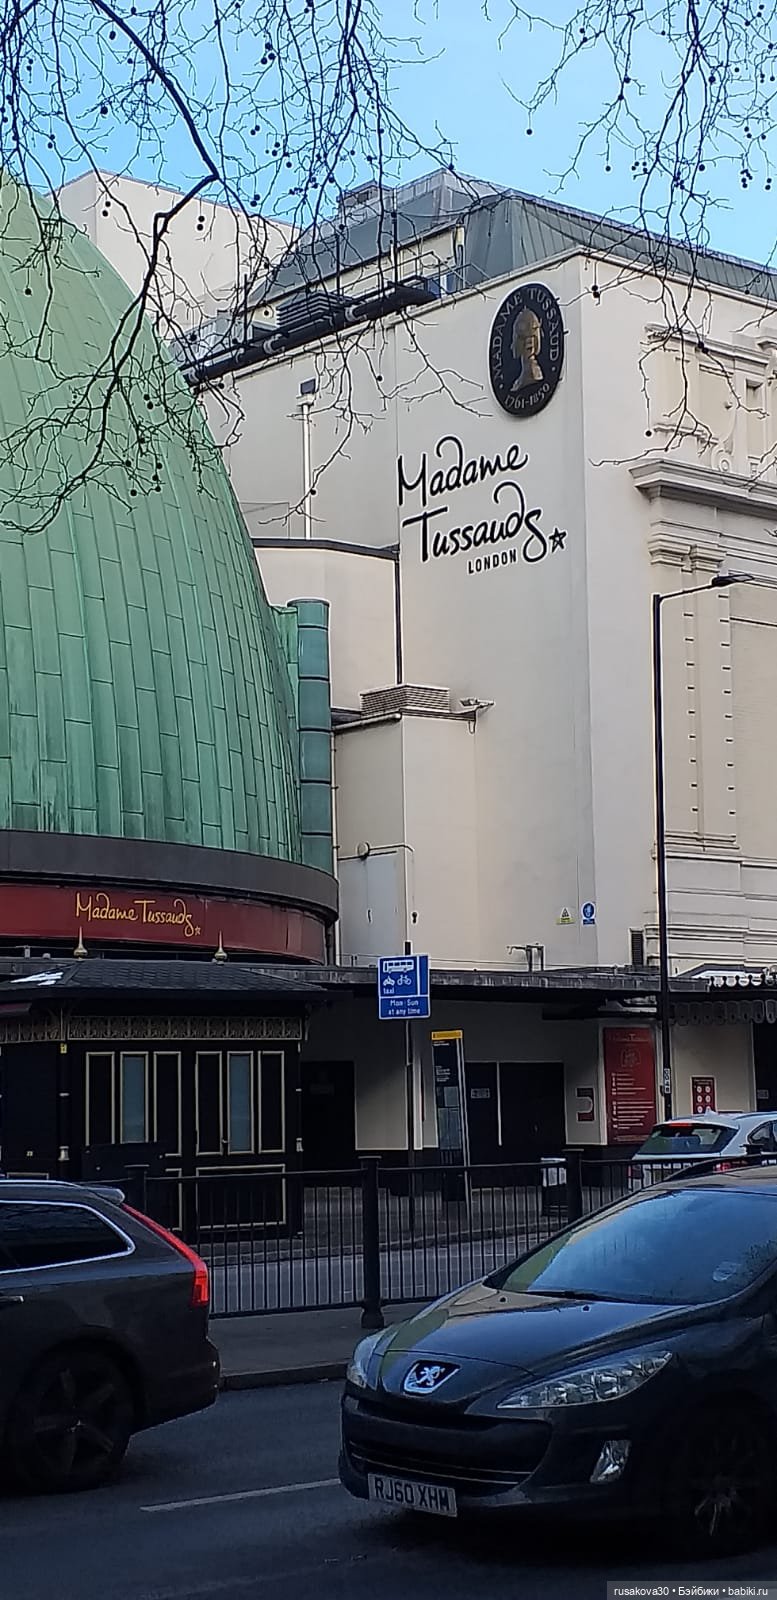 MADAME TUSSAUD
1761-1850
Madame
Tussauds
LONDON
Madame Tussauds
taxi
Mon-Sun
at any time
RJ60 XHM
rusakova30 • Бэйбики • babiki.ru